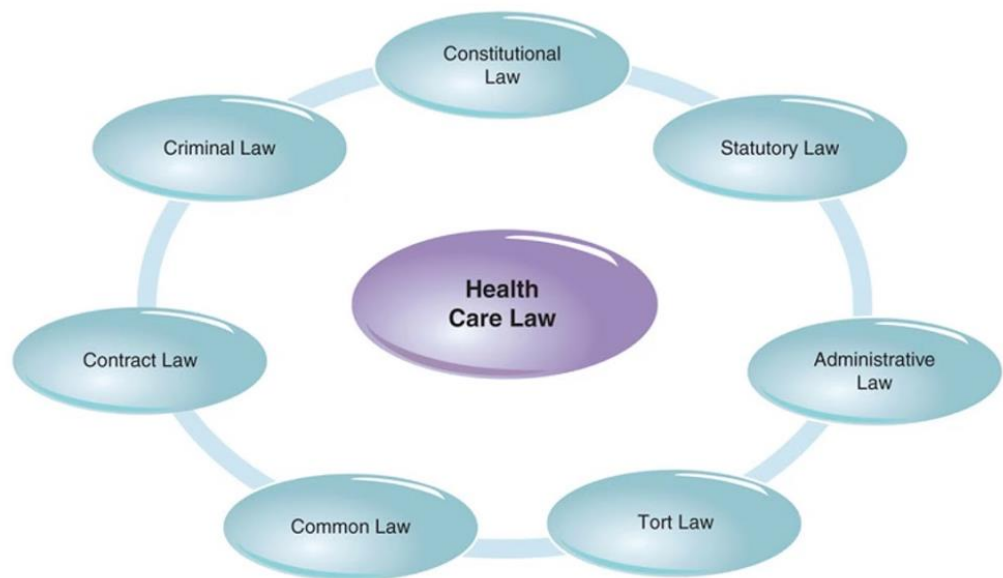 Constitutional
Law
Criminal Law
Statutory Law
Health
Care Law
Contract Law
Administrative
Law
Common Law
Tort Law